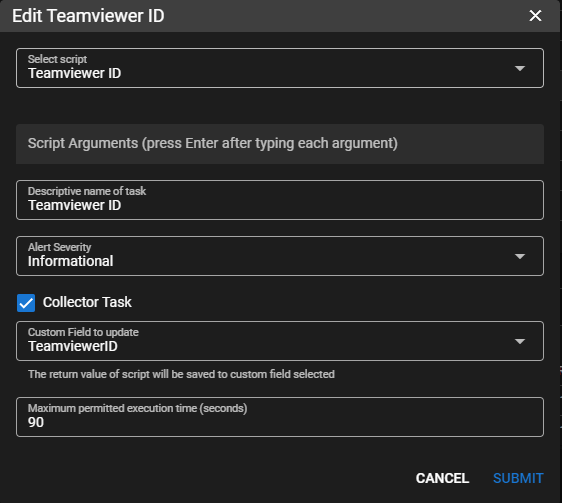 Edit Teamviewer ID
Select script
Teamviewer ID
Script Arguments (press Enter after typing each argument)
Descriptive name of task
Teamviewer ID
Alert Severity
Informational
Collector Task
Custom Field to update
TeamviewerID
The return value of script will be saved to custom field selected
Maximum permitted execution time (seconds)
90
CANCEL SUBMIT